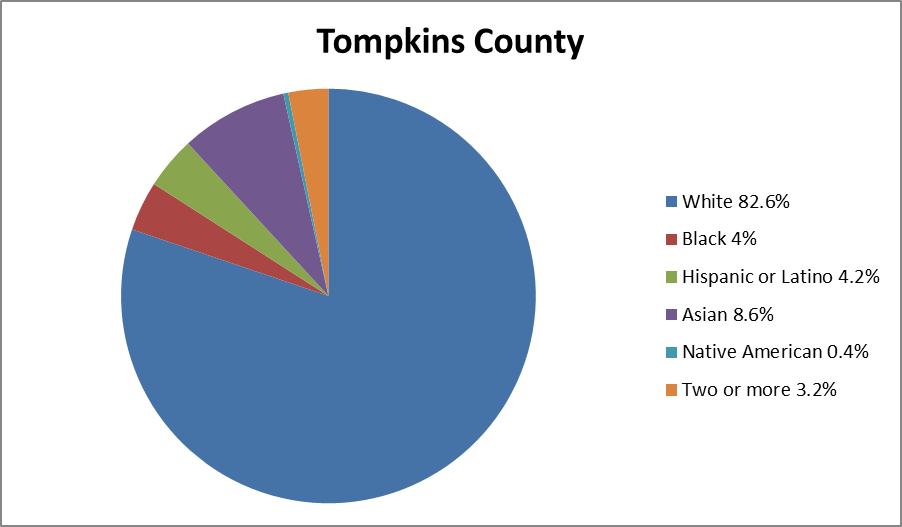 Tompkins County
White 82.6%
Black 4%
Hispanic or Latino 4.2%
Asian 8.6%
Native American 0.4%
Two or more 3.2%